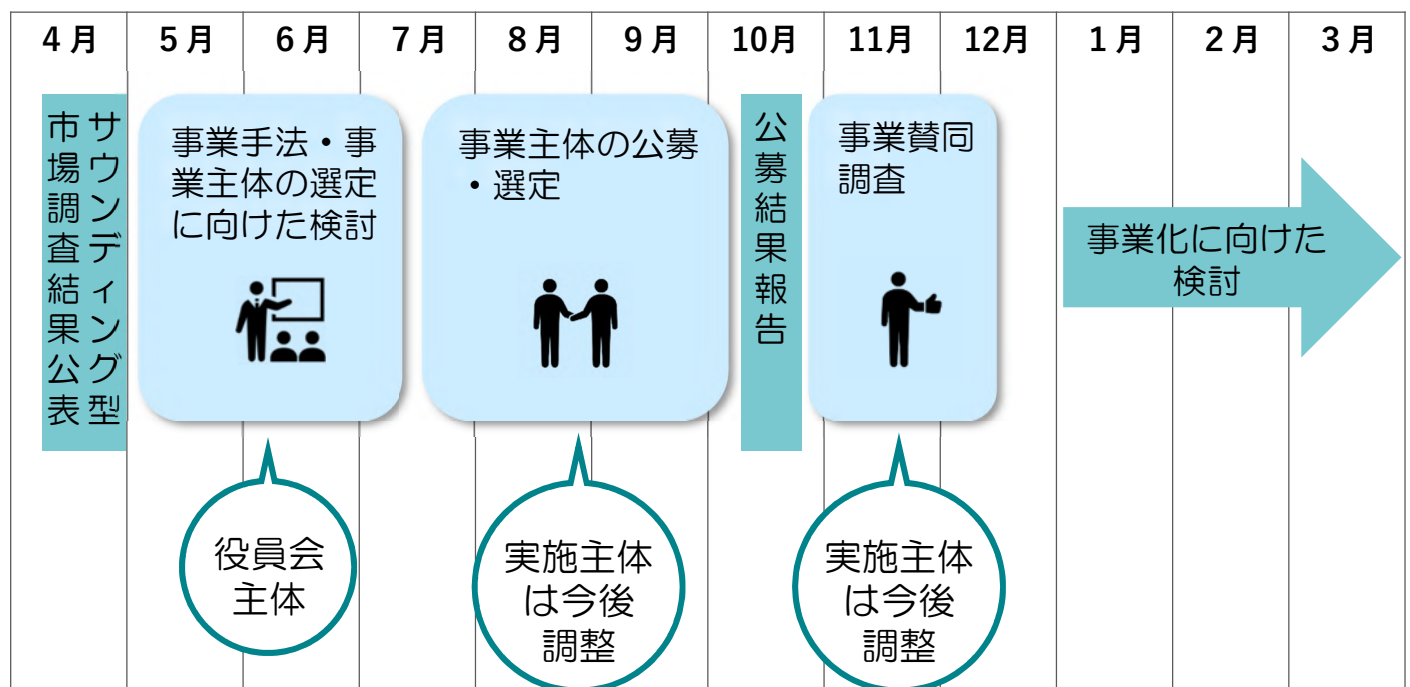 4月 5月 6月 7月 8月 9月 10月 11月 12月 1月 2月 3月
サウンディング型
市場調査結果公表
事業手法・事
業主体の選定
に向けた検討
事業主体の公募
・選定
公募結果報告
事業賛同
調査
事業化に向けた
検討
役員会
主体
実施主体
は今後
調整
実施主体
は今後
調整